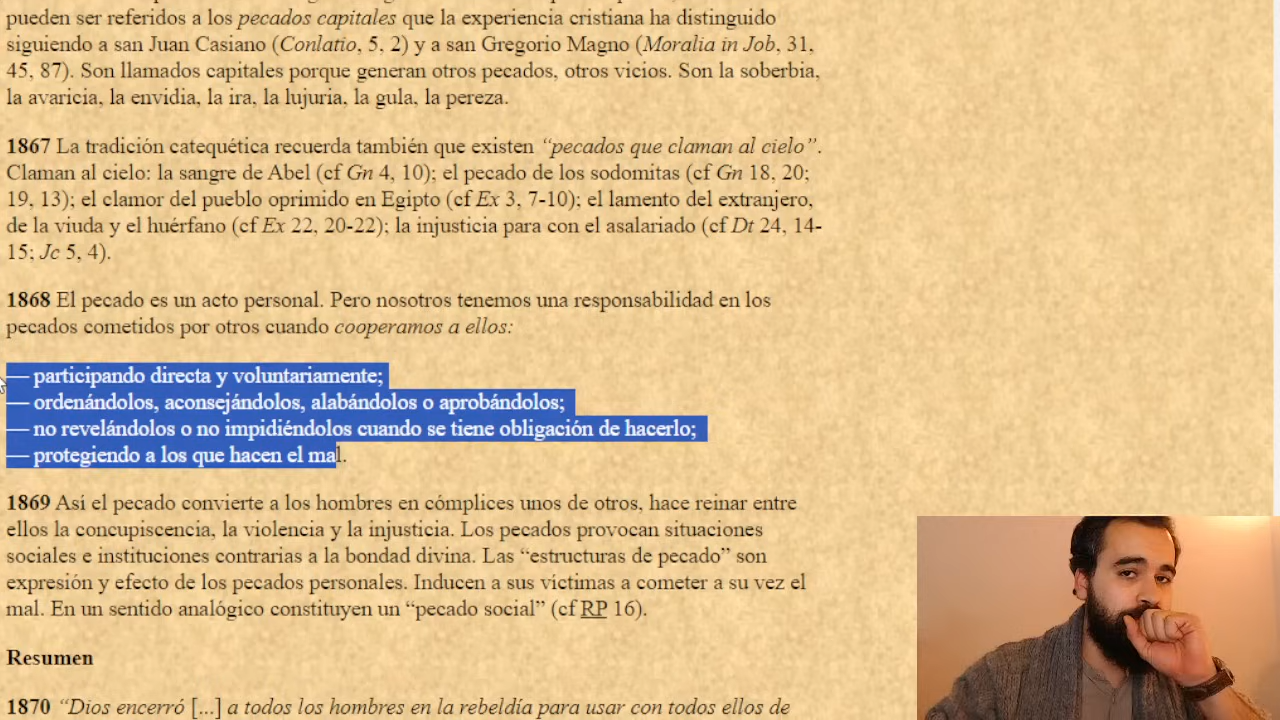 pueden ser referidos a los pecados capitales que la experiencia cristiana ha distinguido
siguiendo a san Juan Casiano (Conlatio, 5, 2) y a san Gregorio Magno (Moralia in Job, 31,
45, 87). Son llamados capitales porque generan otros pecados, otros vicios. Son la soberbia,
la avaricia, la envidia, la ira, la lujuria, la gula, la pereza.
1867 La tradición catequética recuerda también que existen “pecados que claman al cielo”.
Claman al cielo: la sangre de Abel (cf Gn 4, 10); el pecado de los sodomitas (cf Gn 18, 20;
19, 13); el clamor del pueblo oprimido en Egipto (cf Ex 3, 7-10); el lamento del extranjero,
de la viuda y el huérfano (cf Ex 22, 20-22); la injusticia para con el asalariado (cf Dt 24, 14-
15; Jc 5, 4).
1868 El pecado es un acto personal. Pero nosotros tenemos una responsabilidad en los
pecados cometidos por otros cuando cooperamos a ellos:
— participando directa y voluntariamente;
— ordenándolos, aconsejándolos, alabándolos o aprobándolos;
— no revelándolos o no impidiéndolos cuando se tiene obligación de hacerlo;
— protegiendo a los que hacen el mal.
1869 Así el pecado convierte a los hombres en cómplices unos de otros, hace reinar entre
ellos la concupiscencia, la violencia y la injusticia. Los pecados provocan situaciones
sociales e instituciones contrarias a la bondad divina. Las “estructuras de pecado” son
expresión y efecto de los pecados personales. Inducen a sus víctimas a cometer a su vez el
mal. En un sentido analógico constituyen un “pecado social” (cf RP 16).
Resumen
1870 “Dios encerró [...] a todos los hombres en la rebeldía para usar con todos ellos de